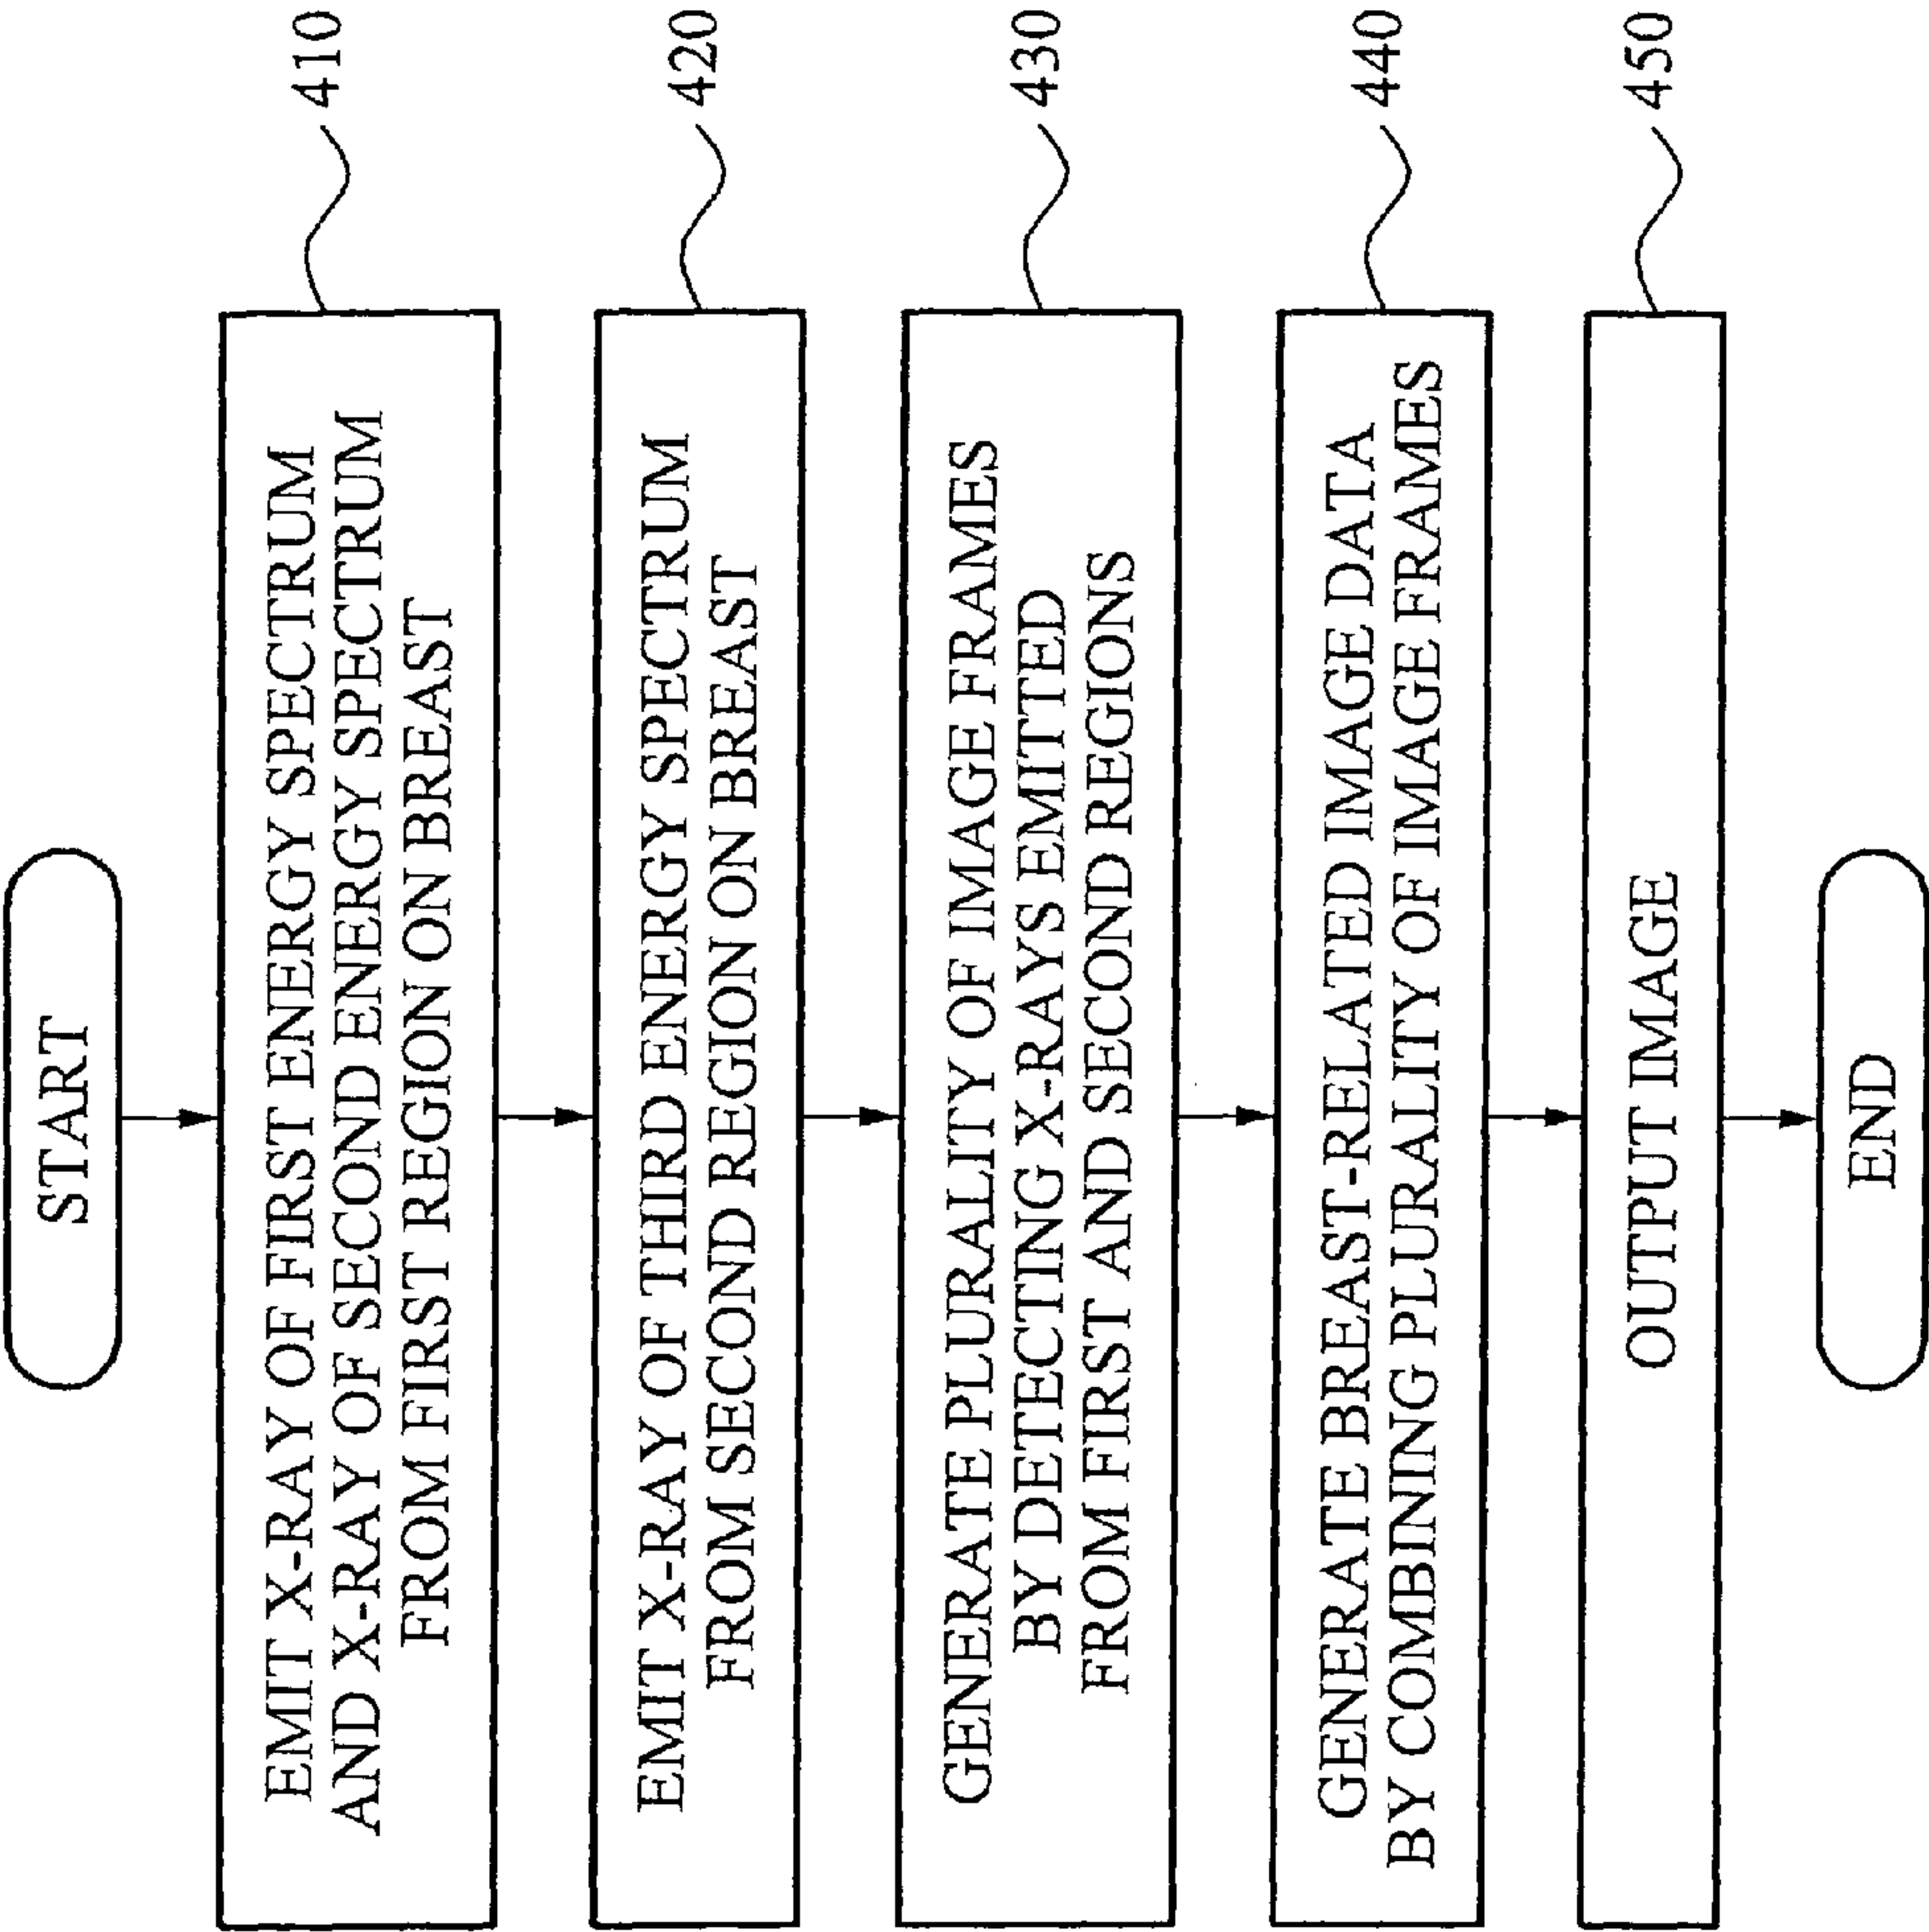 START
EMIT X-RAY OF FIRST ENERGY SPECTRUM
AND X-RAY OF SECOND ENERGY SPECTRUM
FROM FIRST REGION ON BREAST
410
EMIT X-RAY OF THIRD ENERGY SPECTRUM
FROM SECOND REGION ON BREAST
420
GENERATE PLURALITY OF IMAGE FRAMES
BY DETECTING X-RAYS EMITTED
FROM FIRST AND SECOND REGIONS
430
GENERATE BREAST-RELATED IMAGE DATA
BY COMBINING PLURALITY OF IMAGE FRAMES
440
OUTPUT IMAGE
450
END